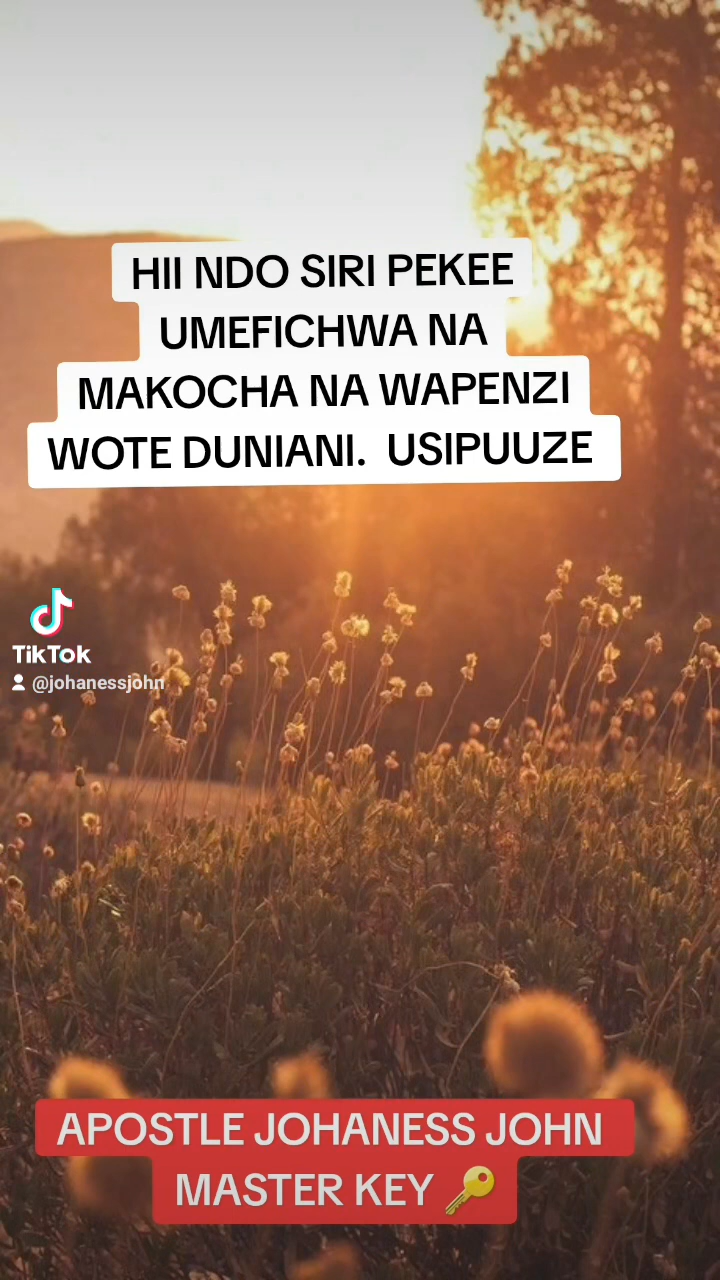 HII NDO SIRI PEKEE
UMEFICHWA NA
MAKOCHA NA WAPENZI
WOTE DUNIANI. USIPUUZE
TikTok
@johanessjohn
APOSTLE JOHANESS JOHN
MASTER KEY 🔑